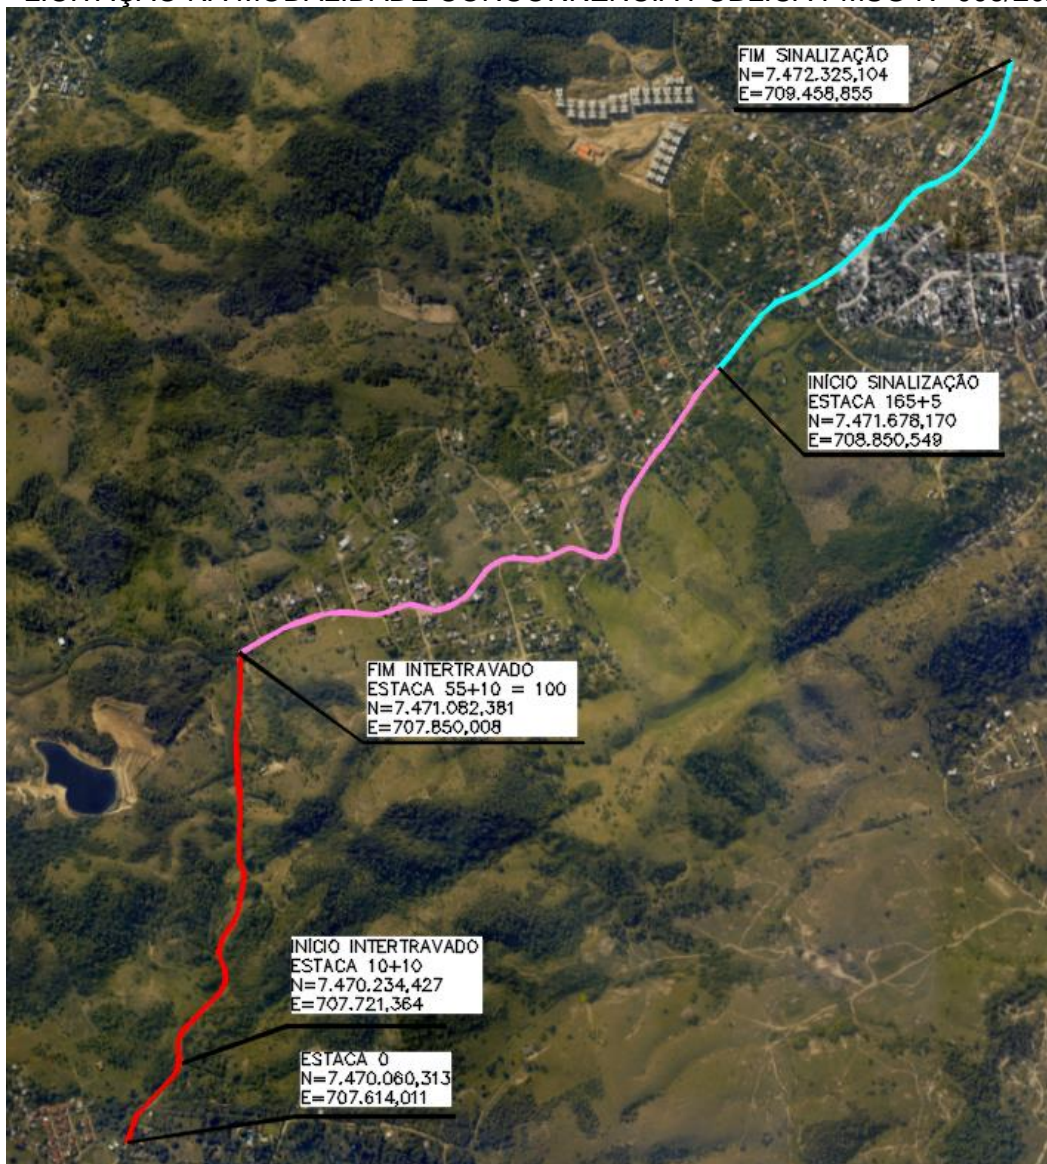 FIM SINALIZAÇÃO
N=7.472.325,104
E=709.458,855
INÍCIO SINALIZAÇÃO
ESTACA 165+5
N=7.471.678,170
E=708.850,549
FIM INTERTRAVADO
ESTACA 55+10 = 100
N=7.471.082,381
E=707.850,008
INÍCIO INTERTRAVADO
ESTACA 10+10
N=7.470.234,427
E=707.721,364
ESTACA 0
N=7.470.060,313
E=707.614,011